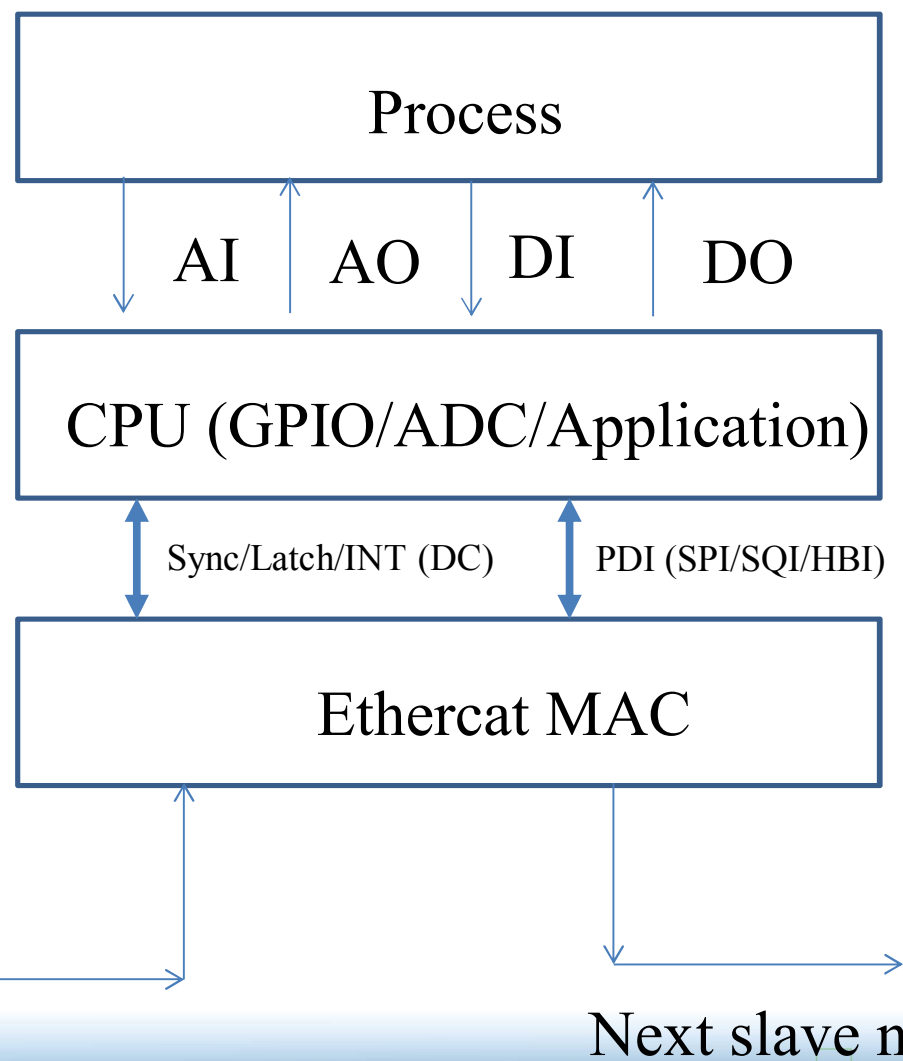 Process
AI AO DI DO
CPU (GPIO/ADC/Application)
Sync/Latch/INT (DC) PDI (SPI/SQI/HBI)
Ethercat MAC
Next slave